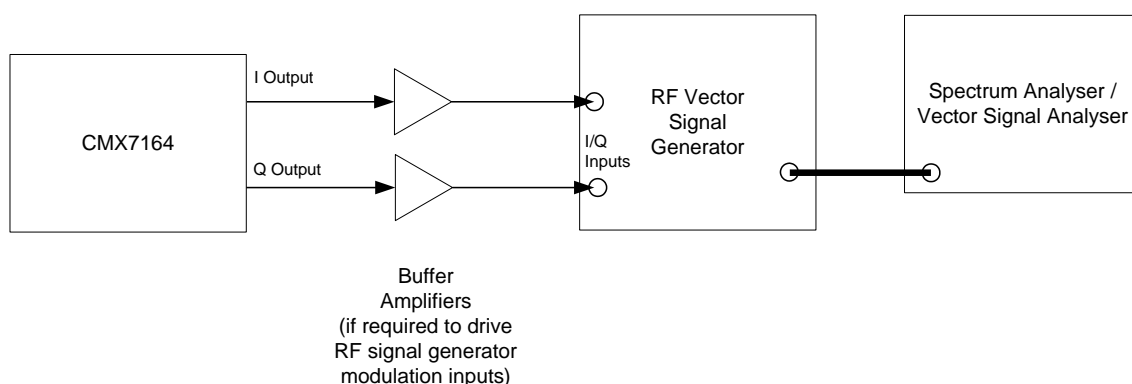 CMX7164
I Output
Q Output
Buffer
Amplifiers
(if required to drive
RF signal generator
modulation inputs)
I/Q
Inputs
RF Vector
Signal
Generator
Spectrum Analyser /
Vector Signal Analyser